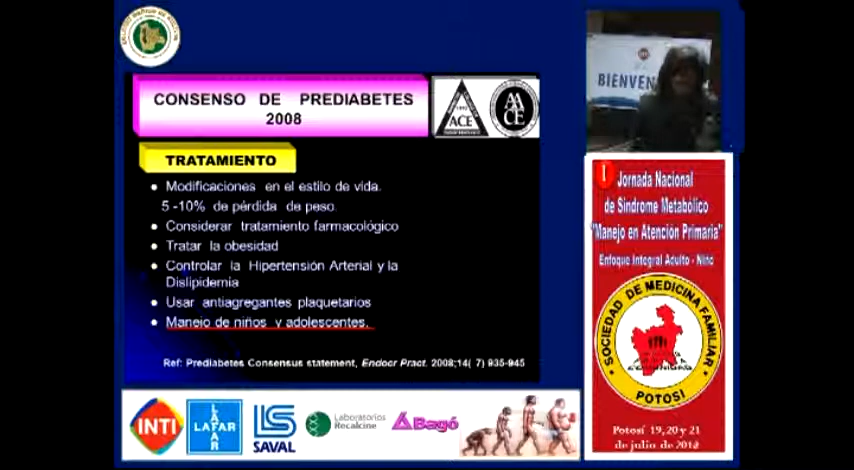 CONSENSO DE PREDIABETES
2008
ACE
AACE
BIENVEN
TRATAMIENTO
• Modificaciones en el estilo de vida.
5 -10% de pérdida de peso.
• Considerar tratamiento farmacológico
• Tratar la obesidad
• Controlar la Hipertensión Arterial y la
Dislipidemia
• Usar antiagregantes plaquetarios
• Manejo de niños y adolescentes.
Ref: Prediabetes Consensus statement, Endocr Pract. 2008;14( 7) 935-945
I Jornada Nacional
de Sindrome Metabólico
"Manejo en Atención Primaria"
Enfoque Integral Adulto - Niño
SOCIEDAD DE MEDICINA FAMILIAR
POTOSI
Potosí 19, 20 y 21
de julio de 2012
INTI
LAFAR
LAFAR
SAVAL
Laboratorios
Recalcine
Bagó